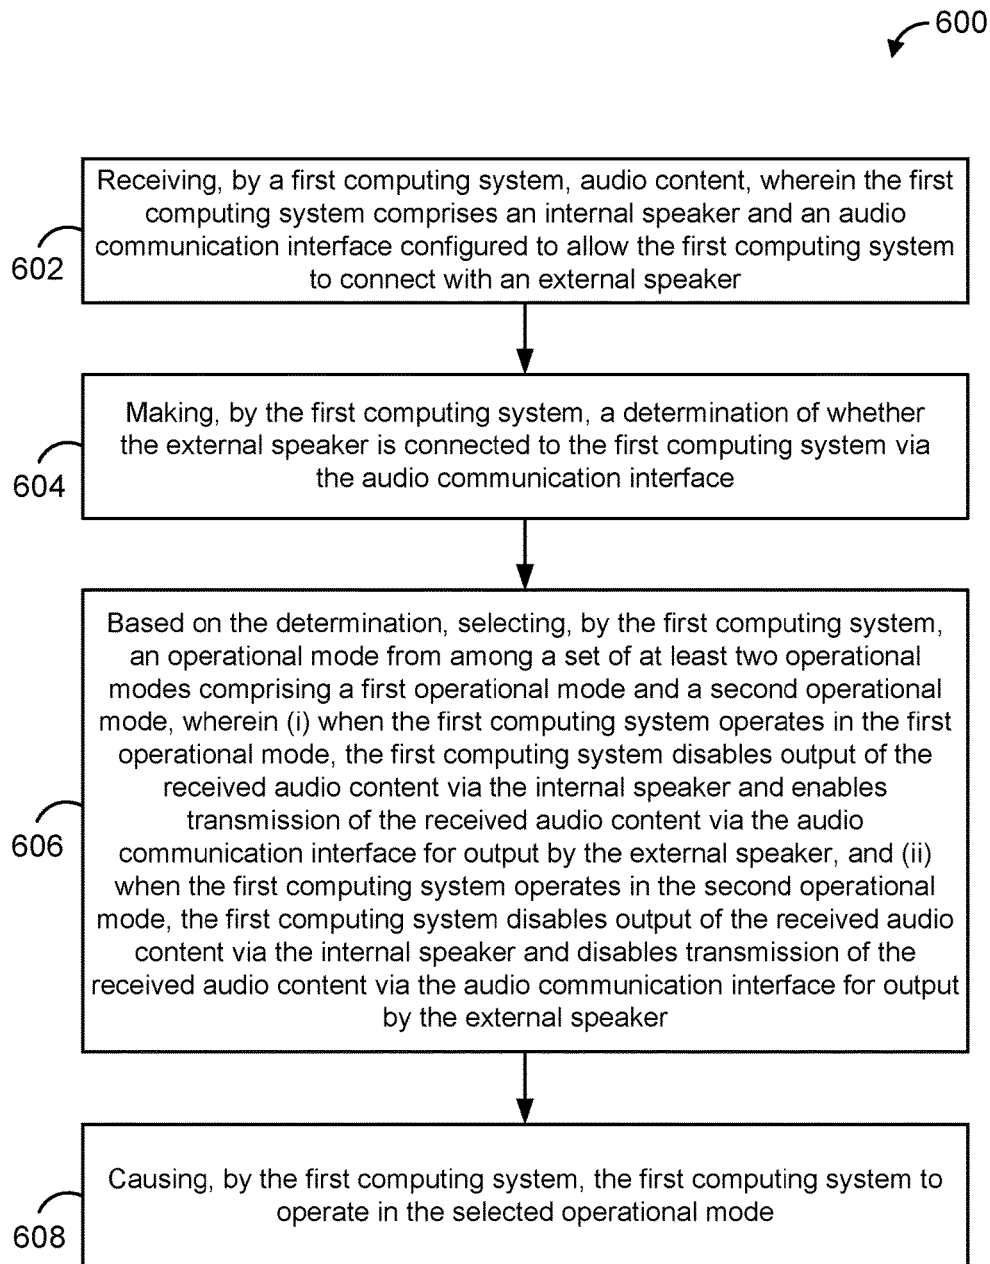 600
Receiving, by a first computing system, audio content, wherein the first
computing system comprises an internal speaker and an audio
communication interface configured to allow the first computing system
to connect with an external speaker
602
Making, by the first computing system, a determination of whether
the external speaker is connected to the first computing system via
the audio communication interface
604
Based on the determination, selecting, by the first computing system,
an operational mode from among a set of at least two operational
modes comprising a first operational mode and a second operational
mode, wherein (i) when the first computing system operates in the first
operational mode, the first computing system disables output of the
received audio content via the internal speaker and enables
transmission of the received audio content via the audio
communication interface for output by the external speaker, and (ii)
when the first computing system operates in the second operational
mode, the first computing system disables output of the received audio
content via the internal speaker and disables transmission of the
received audio content via the audio communication interface for output
by the external speaker
606
Causing, by the first computing system, the first computing system to
operate in the selected operational mode
608